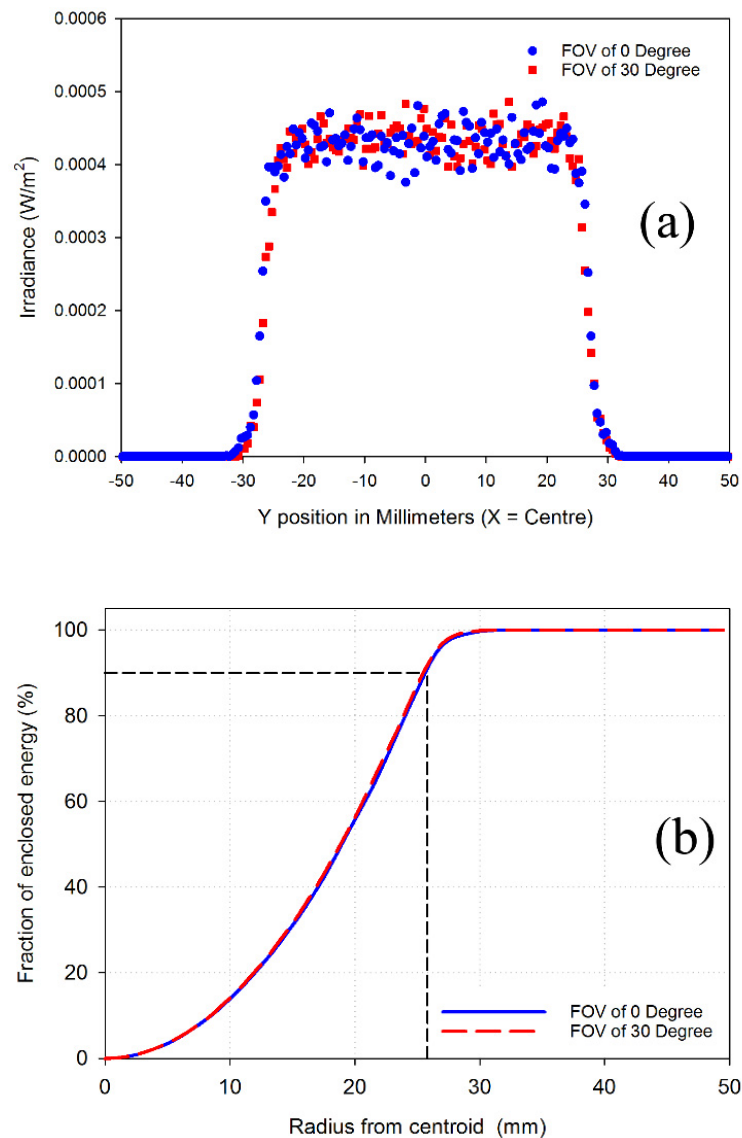 0.0006
FOV of 0 Degree
FOV of 30 Degree
0.0005
0.0004
0.0003
0.0002
0.0001
0.0000
Irradiance (W/m²)
(a)
-50 -40 -30 -20 -10 0 10 20 30 40 50
Y position in Millimeters (X = Centre)
100
80
60
40
20
0
Fraction of enclosed energy (%)
(b)
FOV of 0 Degree
FOV of 30 Degree
0 10 20 30 40 50
Radius from centroid (mm)